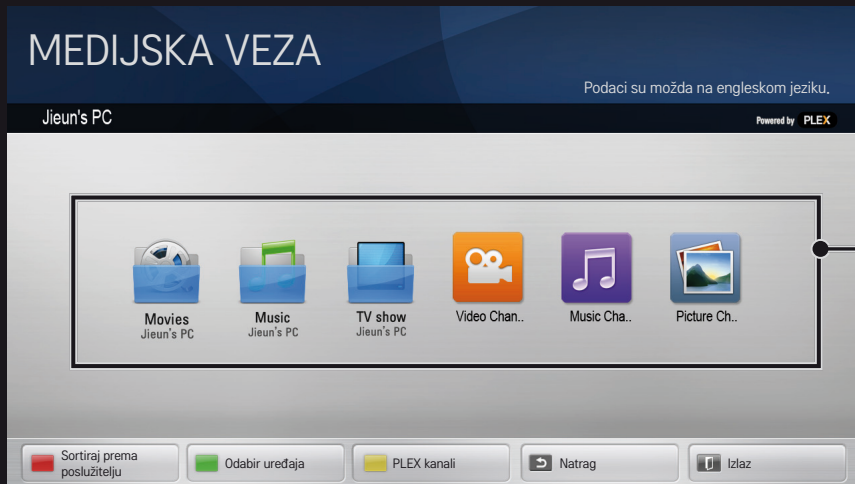 MEDIJSKA VEZA
Podaci su možda na engleskom jeziku.
Jieun's PC
Powered by PLEX
Movies
Jieun's PC
Music
Jieun's PC
TV show
Jieun's PC
Video Chan..
Music Cha..
Picture Ch..
Sortiraj prema
poslužitelju
Odabir uređaja
PLEX kanali
Natrag
Izlaz